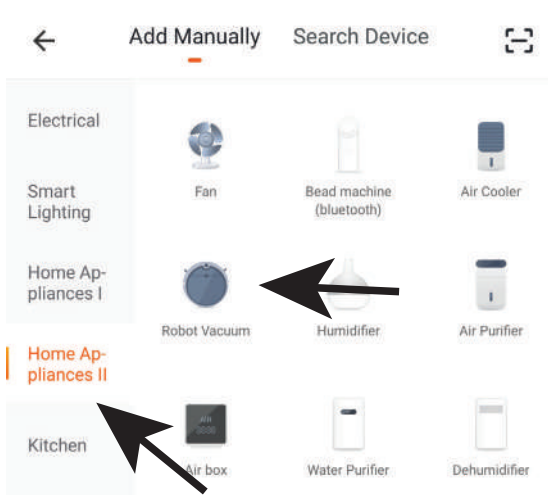 Add Manually
Search Device
Electrical
Smart
Lighting
Home Ap-
pliances I
Home Ap-
pliances II
Kitchen
Fan
Bead machine
(bluetooth)
Air Cooler
Robot Vacuum
Humidifier
Air Purifier
Air box
Water Purifier
Dehumidifier